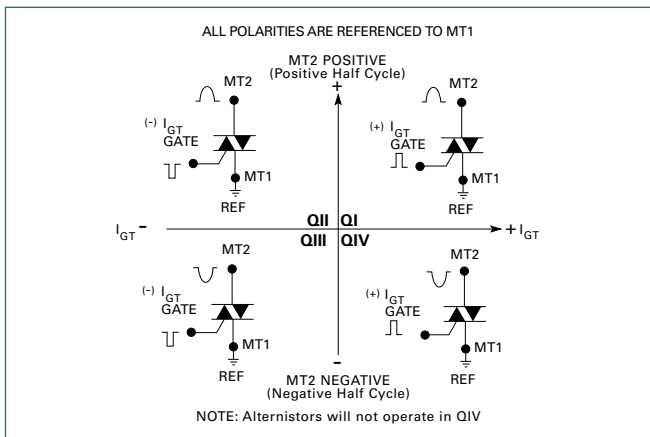 ALL POLARITIES ARE REFERENCED TO MT1
MT2 POSITIVE
(Positive Half Cycle)
+
MT2
(-) IGT
GATE
MT1
REF
MT2
(+) IGT
GATE
MT1
REF
IGT -
QII QI
QIII QIV
+ IGT
MT2
(-) IGT
GATE
MT1
REF
MT2
(+) IGT
GATE
MT1
REF
-
MT2 NEGATIVE
(Negative Half Cycle)
NOTE: Alternistors will not operate in QIV